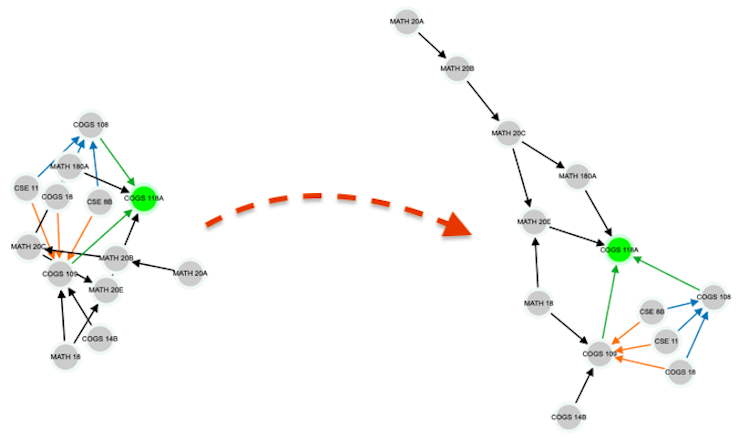 COGS 108
MATH 180A
CSE 11
COGS 18
CSE 8B
COGS 118A
MATH 20C
MATH 20B
COGS 109
MATH 20A
MATH 20E
COGS 14B
MATH 18
MATH 20A
MATH 20B
MATH 20C
MATH 180A
MATH 20E
COGS 118A
MATH 18
COGS 108
CSE 8B
CSE 11
COGS 109
COGS 18
COGS 14B